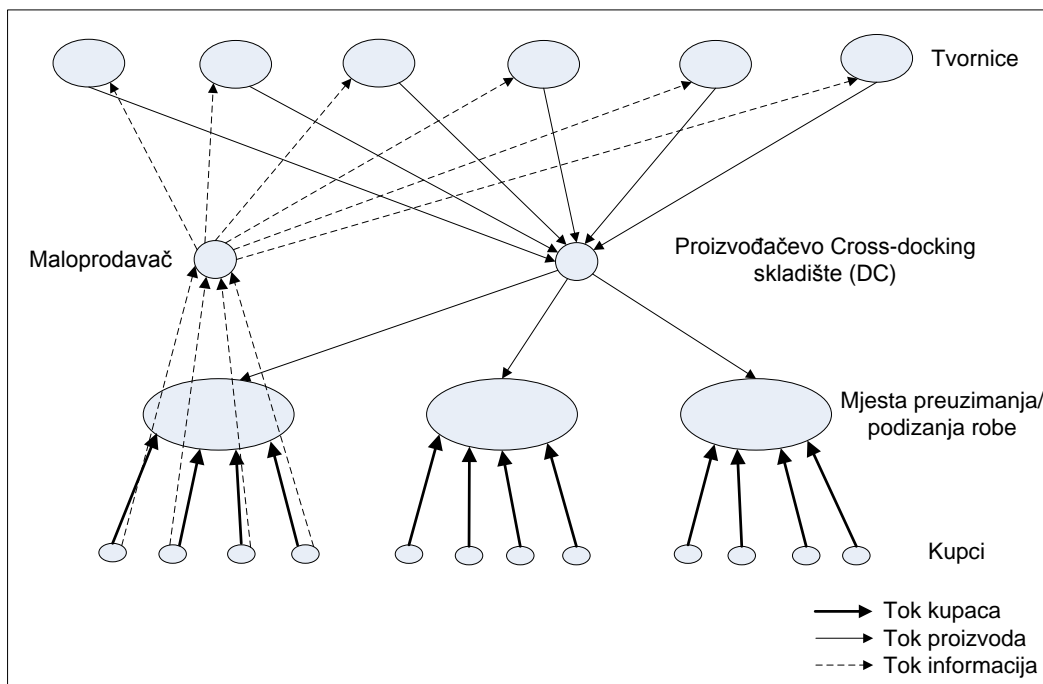 Tvornice
Maloprodavač
Proizvođačevo Cross-docking
skladište (DC)
Mjesta preuzimanja/
podizanja robe
Kupci
Tok kupaca
Tok proizvoda
Tok informacija